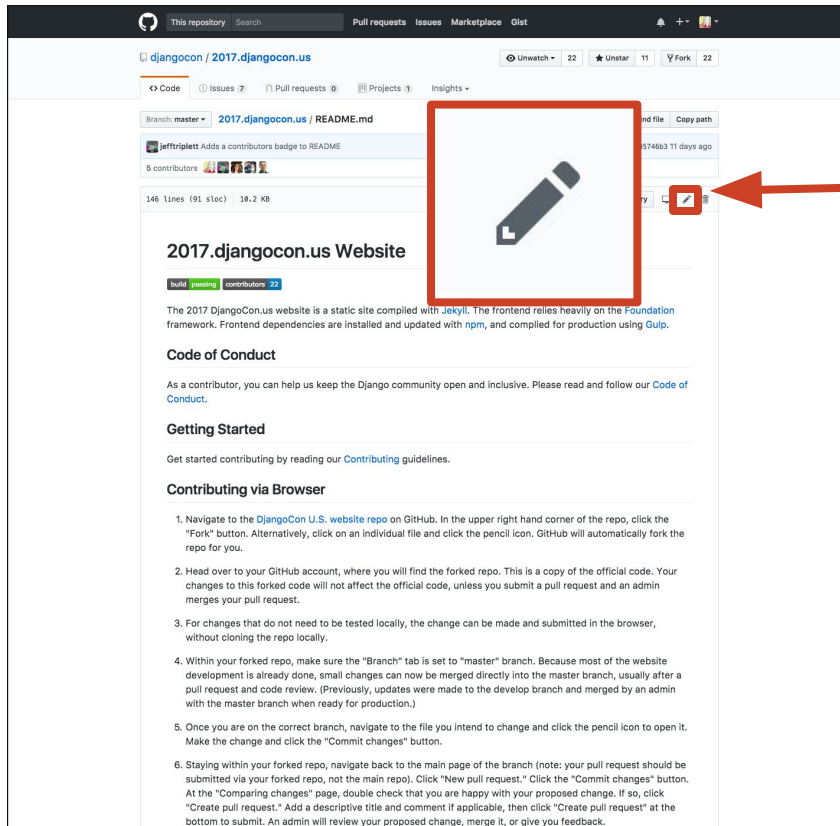 This repository Search Pull requests Issues Marketplace Gist
djangocon / 2017.djangocon.us Unwatch 22 Unstar 11 Fork 22
Code Issues 7 Pull requests 0 Projects 1 Insights
Branch: master 2017.djangocon.us / README.md file Copy path
jefftriplett Adds a contributors badge to README 5746b3 11 days ago
5 contributors
146 lines (91 sloc) 10.2 KB
2017.djangocon.us Website
build passing contributors 22
The 2017 DjangoCon.us website is a static site compiled with Jekyll. The frontend relies heavily on the Foundation
framework. Frontend dependencies are installed and updated with npm, and complied for production using Gulp.
Code of Conduct
As a contributor, you can help us keep the Django community open and inclusive. Please read and follow our Code of
Conduct.
Getting Started
Get started contributing by reading our Contributing guidelines.
Contributing via Browser
1. Navigate to the DjangoCon U.S. website repo on GitHub. In the upper right hand corner of the repo, click the
"Fork" button. Alternatively, click on an individual file and click the pencil icon. GitHub will automatically fork the
repo for you.
2. Head over to your GitHub account, where you will find the forked repo. This is a copy of the official code. Your
changes to this forked code will not affect the official code, unless you submit a pull request and an admin
merges your pull request.
3. For changes that do not need to be tested locally, the change can be made and submitted in the browser,
without cloning the repo locally.
4. Within your forked repo, make sure the "Branch" tab is set to "master" branch. Because most of the website
development is already done, small changes can now be merged directly into the master branch, usually after a
pull request and code review. (Previously, updates were made to the develop branch and merged by an admin
with the master branch when ready for production.)
5. Once you are on the correct branch, navigate to the file you intend to change and click the pencil icon to open it.
Make the change and click the "Commit changes" button.
6. Staying within your forked repo, navigate back to the main page of the branch (note: your pull request should be
submitted via your forked repo, not the main repo). Click "New pull request." Click the "Commit changes" button.
At the "Comparing changes" page, double check that you are happy with your proposed change. If so, click
"Create pull request." Add a descriptive title and comment if applicable, then click "Create pull request" at the
bottom to submit. An admin will review your proposed change, merge it, or give you feedback.